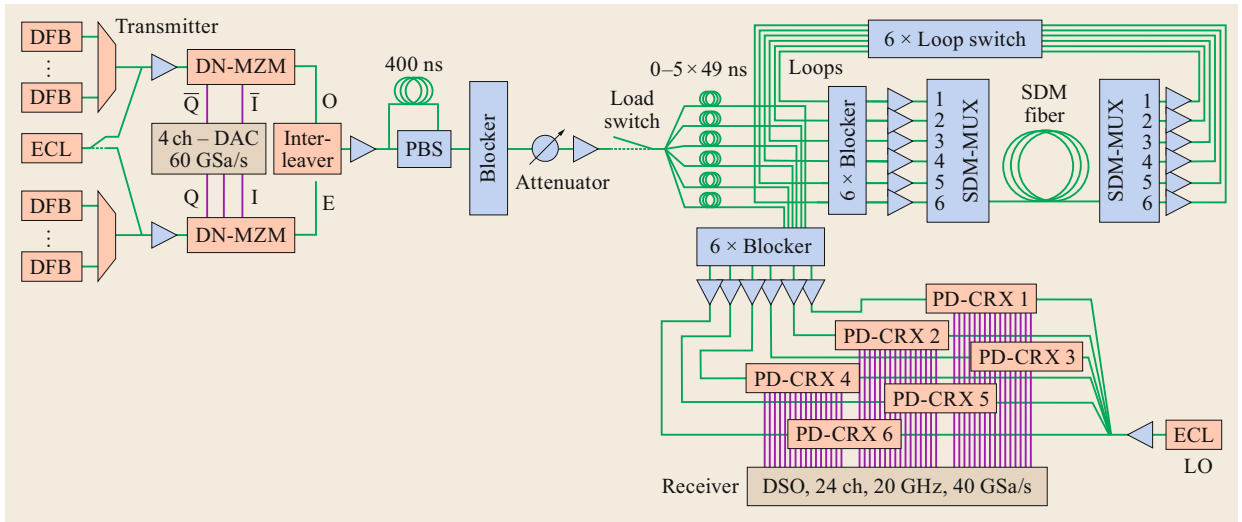 Transmitter
DFB
⋮
DFB
ECL
DFB
⋮
DFB
DN-MZM
Q̅
I̅
4 ch – DAC
60 GSa/s
Q
I
DN-MZM
O
Inter-
leaver
E
400 ns
PBS
Blocker
Attenuator
Load
switch
0–5 × 49 ns
Loops
6 × Loop switch
6 × Blocker
1
2
3
4
5
6
SDM-MUX
SDM
fiber
SDM-MUX
1
2
3
4
5
6
6 × Blocker
PD-CRX 1
PD-CRX 2
PD-CRX 3
PD-CRX 4
PD-CRX 5
PD-CRX 6
ECL
LO
Receiver
DSO, 24 ch, 20 GHz, 40 GSa/s